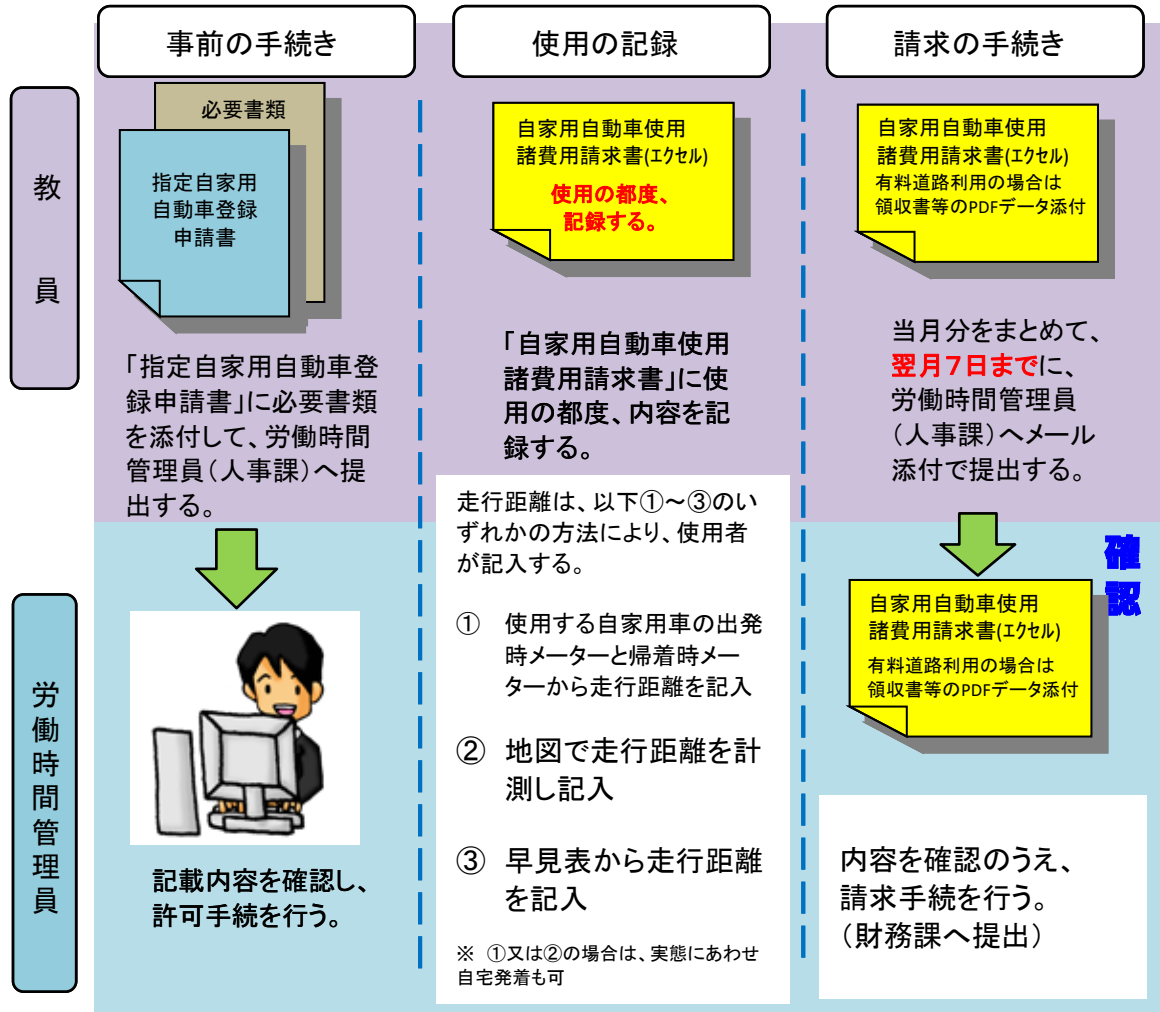 事前の手続き
使用の記録
請求の手続き
教員
必要書類
指定自家用
自動車登録
申請書
「指定自家用自動車登
録申請書」に必要書類
を添付して、労働時間
管理員（人事課）へ提
出する。
自家用自動車使用
諸費用請求書(エクセル)
使用の都度、
記録する。
「自家用自動車使用
諸費用請求書」に使
用の都度、内容を記
録する。
自家用自動車使用
諸費用請求書(エクセル)
有料道路利用の場合は
領収書等のPDFデータ添付
当月分をまとめて、
翌月７日までに、
労働時間管理員
（人事課）へメール
添付で提出する。
労働時間管理員
記載内容を確認し、
許可手続を行う。
走行距離は、以下①～③のい
ずれかの方法により、使用者
が記入する。
① 使用する自家用車の出発
時メーターと帰着時メー
ターから走行距離を記入
② 地図で走行距離を計
測し記入
③ 早見表から走行距離
を記入
※ ①又は②の場合は、実態にあわせ
自宅発着も可
確認
自家用自動車使用
諸費用請求書(エクセル)
有料道路利用の場合は
領収書等のPDFデータ添付
内容を確認のうえ、
請求手続を行う。
（財務課へ提出）